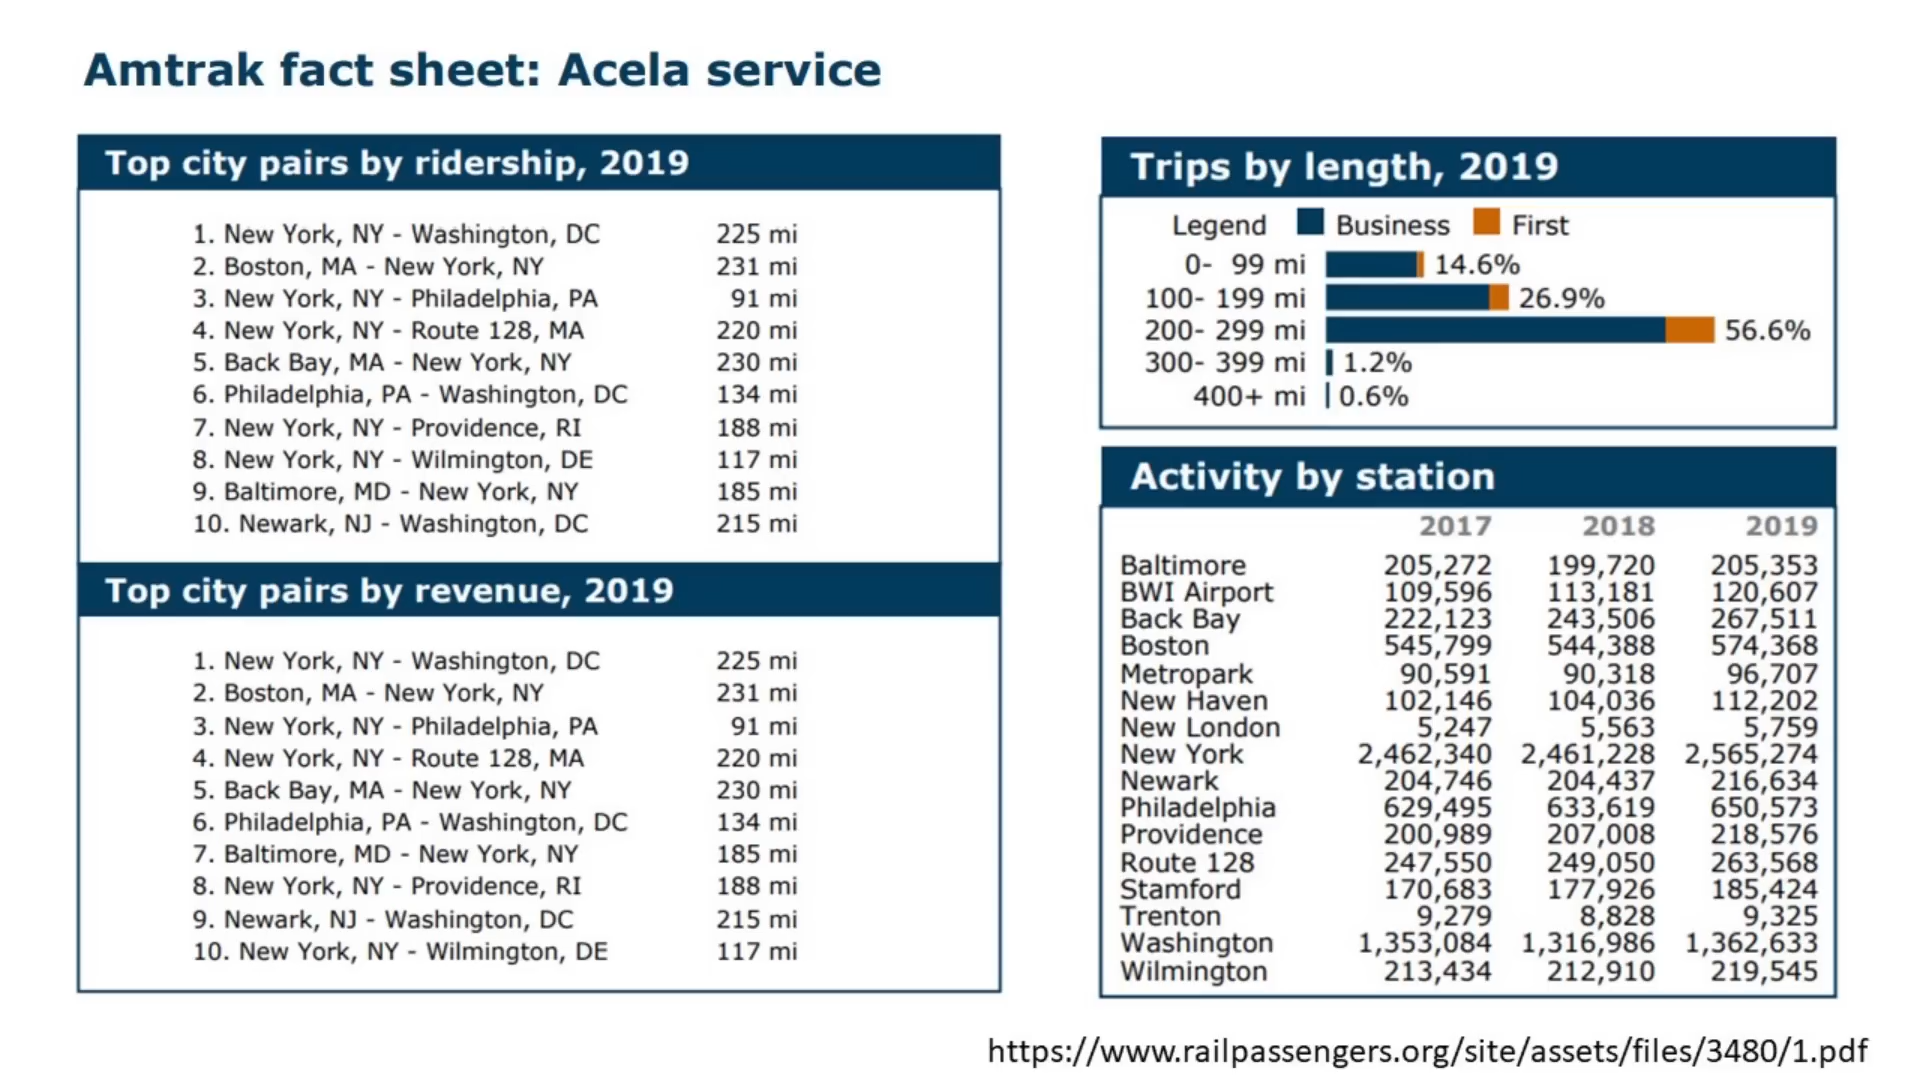 Amtrak fact sheet: Acela service
Top city pairs by ridership, 2019
1. New York, NY - Washington, DC 225 mi
2. Boston, MA - New York, NY 231 mi
3. New York, NY - Philadelphia, PA 91 mi
4. New York, NY - Route 128, MA 220 mi
5. Back Bay, MA - New York, NY 230 mi
6. Philadelphia, PA - Washington, DC 134 mi
7. New York, NY - Providence, RI 188 mi
8. New York, NY - Wilmington, DE 117 mi
9. Baltimore, MD - New York, NY 185 mi
10. Newark, NJ - Washington, DC 215 mi
Top city pairs by revenue, 2019
1. New York, NY - Washington, DC 225 mi
2. Boston, MA - New York, NY 231 mi
3. New York, NY - Philadelphia, PA 91 mi
4. New York, NY - Route 128, MA 220 mi
5. Back Bay, MA - New York, NY 230 mi
6. Philadelphia, PA - Washington, DC 134 mi
7. Baltimore, MD - New York, NY 185 mi
8. New York, NY - Providence, RI 188 mi
9. Newark, NJ - Washington, DC 215 mi
10. New York, NY - Wilmington, DE 117 mi
Trips by length, 2019
Legend Business First
0- 99 mi 14.6%
100- 199 mi 26.9%
200- 299 mi 56.6%
300- 399 mi 1.2%
400+ mi 0.6%
Activity by station
2017 2018 2019
Baltimore 205,272 199,720 205,353
BWI Airport 109,596 113,181 120,607
Back Bay 222,123 243,506 267,511
Boston 545,799 544,388 574,368
Metropark 90,591 90,318 96,707
New Haven 102,146 104,036 112,202
New London 5,247 5,563 5,759
New York 2,462,340 2,461,228 2,565,274
Newark 204,746 204,437 216,634
Philadelphia 629,495 633,619 650,573
Providence 200,989 207,008 218,576
Route 128 247,550 249,050 263,568
Stamford 170,683 177,926 185,424
Trenton 9,279 8,828 9,325
Washington 1,353,084 1,316,986 1,362,633
Wilmington 213,434 212,910 219,545
https://www.railpassengers.org/site/assets/files/3480/1.pdf